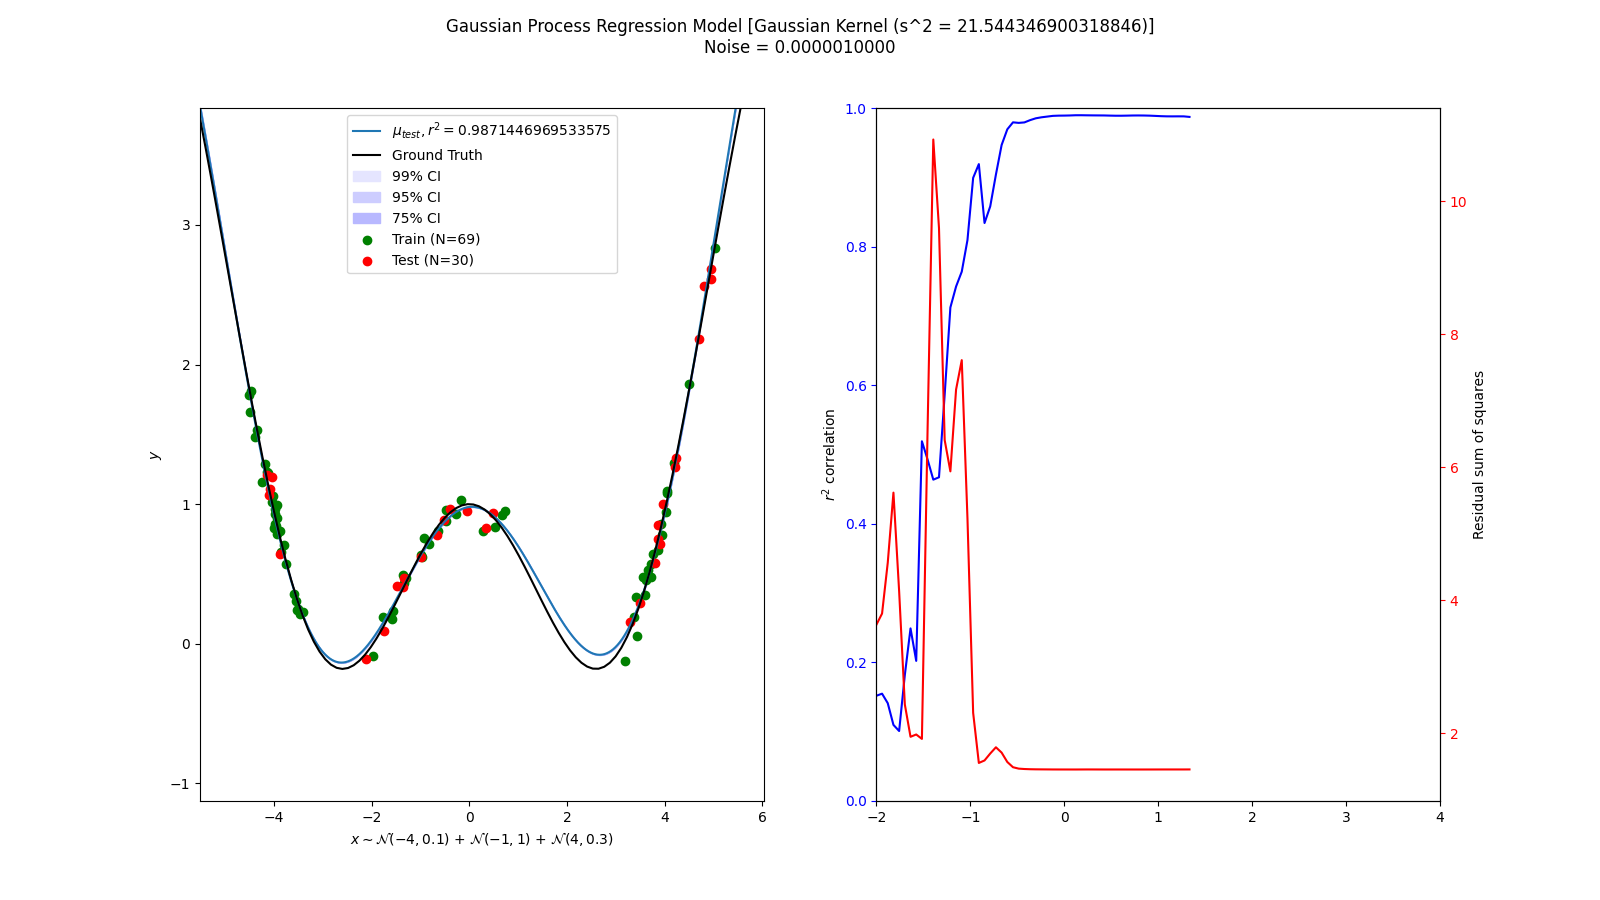 Gaussian Process Regression Model [Gaussian Kernel (s^2 = 21.544346900318846)]
Noise = 0.0000010000
μ_test, r² = 0.9871446969533575
Ground Truth
99% CI
95% CI
75% CI
Train (N=69)
Test (N=30)
y
3
2
1
0
−1
−4 −2 0 2 4 6
x ∼ 𝒩(−4, 0.1) + 𝒩(−1, 1) + 𝒩(4, 0.3)
r² correlation
1.0
0.8
0.6
0.4
0.2
0.0
−2 −1 0 1 2 3 4
10
8
6
4
2
Residual sum of squares